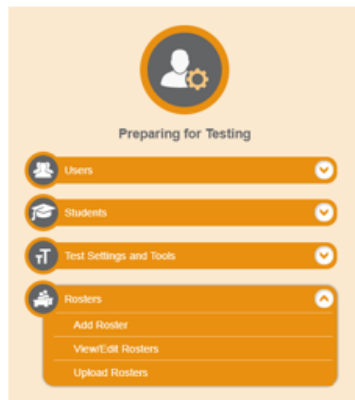 Preparing for Testing
Users
Students
Test Settings and Tools
Rosters
Add Roster
View/Edit Rosters
Upload Rosters